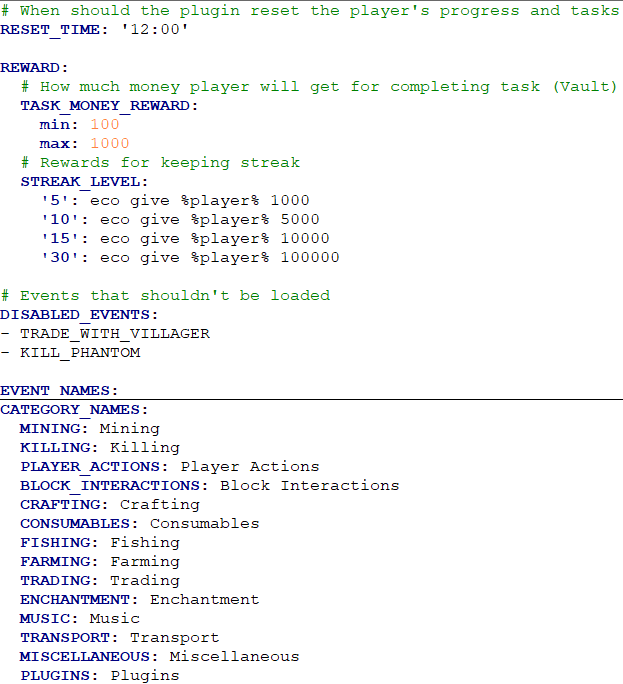 # When should the plugin reset the player's progress and tasks
RESET_TIME: '12:00'

REWARD:
  # How much money player will get for completing task (Vault)
  TASK_MONEY_REWARD:
    min: 100
    max: 1000
  # Rewards for keeping streak
  STREAK_LEVEL:
    '5': eco give %player% 1000
    '10': eco give %player% 5000
    '15': eco give %player% 10000
    '30': eco give %player% 100000

# Events that shouldn't be loaded
DISABLED_EVENTS:
- TRADE_WITH_VILLAGER
- KILL_PHANTOM

EVENT_NAMES:
CATEGORY_NAMES:
  MINING: Mining
  KILLING: Killing
  PLAYER_ACTIONS: Player Actions
  BLOCK_INTERACTIONS: Block Interactions
  CRAFTING: Crafting
  CONSUMABLES: Consumables
  FISHING: Fishing
  FARMING: Farming
  TRADING: Trading
  ENCHANTMENT: Enchantment
  MUSIC: Music
  TRANSPORT: Transport
  MISCELLANEOUS: Miscellaneous
  PLUGINS: Plugins